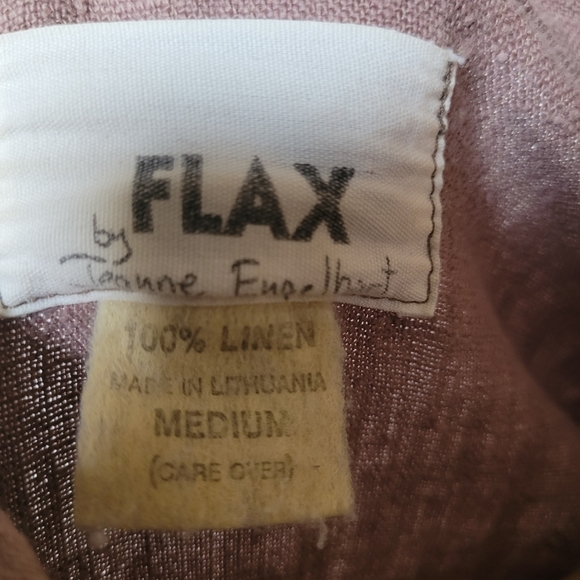 FLAX
by
Jeanne Engelhart
100% LINEN
MADE IN LITHUANIA
MEDIUM
(CARE OVER)